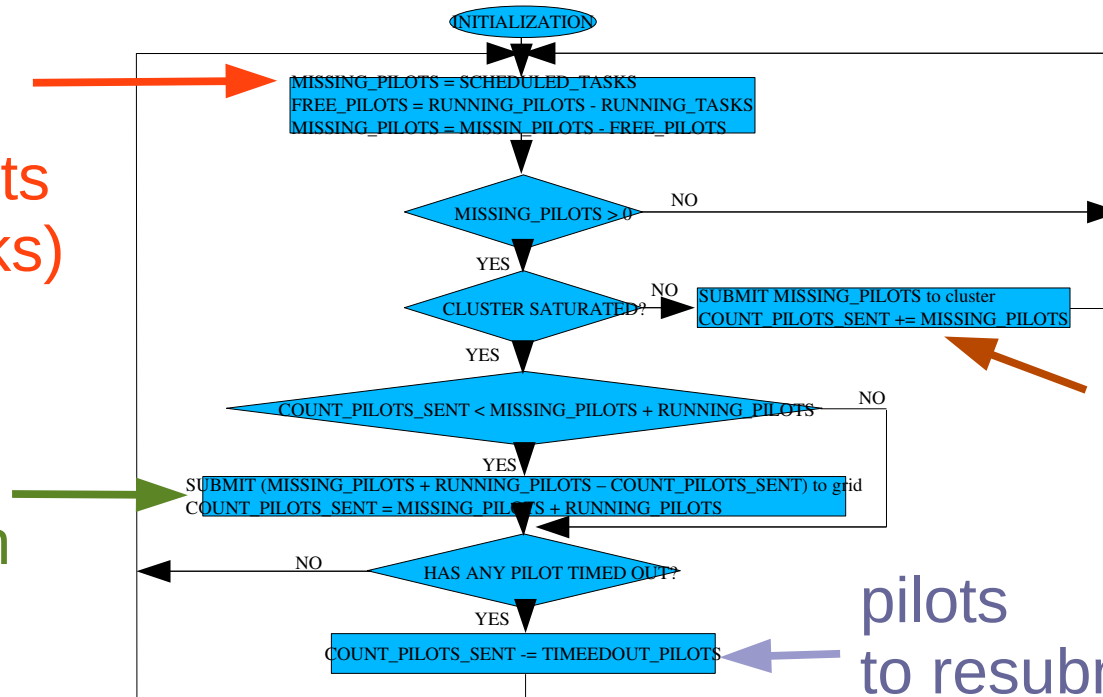 INITIALIZATION
MISSING_PILOTS = SCHEDULED_TASKS
FREE_PILOTS = RUNNING_PILOTS - RUNNING_TASKS
MISSING_PILOTS = MISSIN_PILOTS - FREE_PILOTS
ts
ks)
MISSING_PILOTS > 0
NO
YES
CLUSTER SATURATED?
NO
SUBMIT MISSING_PILOTS to cluster
COUNT_PILOTS_SENT += MISSING_PILOTS
YES
COUNT_PILOTS_SENT < MISSING_PILOTS + RUNNING_PILOTS
NO
YES
SUBMIT (MISSING_PILOTS + RUNNING_PILOTS – COUNT_PILOTS_SENT) to grid
COUNT_PILOTS_SENT = MISSING_PILOTS + RUNNING_PILOTS
NO
HAS ANY PILOT TIMED OUT?
YES
COUNT_PILOTS_SENT -= TIMEEDOUT_PILOTS
pilots
to